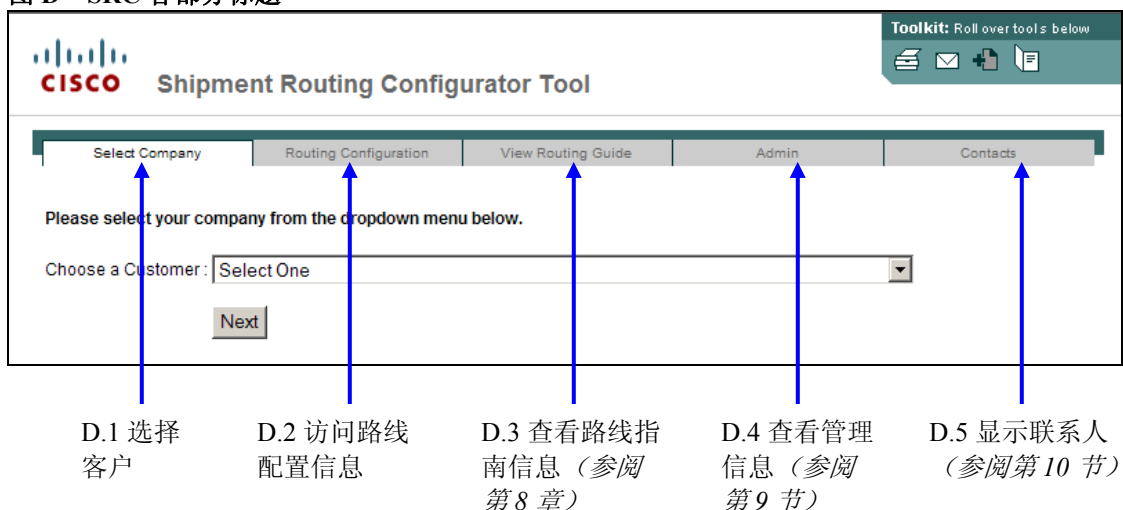 图 D SRC 各部分标题
Toolkit: Roll over tools below
CISCO
Shipment Routing Configurator Tool
Select Company
Routing Configuration
View Routing Guide
Admin
Contacts
Please select your company from the dropdown menu below.
Choose a Customer :
Select One
Next
D.1 选择
客户
D.2 访问路线
配置信息
D.3 查看路线指
南信息（参阅
第 8 章）
D.4 查看管理
信息（参阅
第 9 节）
D.5 显示联系人
（参阅第 10 节）